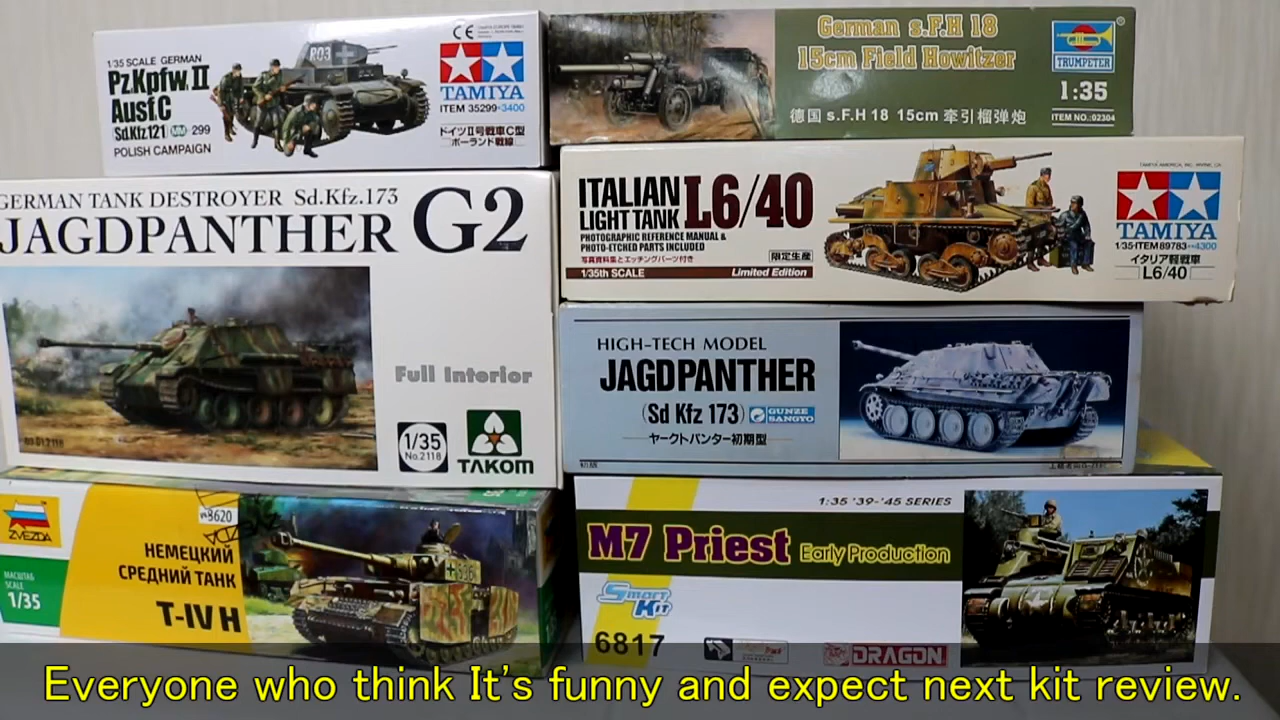 1/35 SCALE GERMAN
Pz.Kpfw.II
Ausf.C
Sd.Kfz.121 MM 299
POLISH CAMPAIGN
R03
CE
TAMIYA
ITEM 35299 3400
ドイツII号戦車C型
ポーランド戦線
German s.F.H 18
15cm Field Howitzer
德国 s.F.H 18 15cm 牵引榴弹炮
TRUMPETER
1:35
ITEM NO.:02304
GERMAN TANK DESTROYER Sd.Kfz.173
JAGDPANTHER G2
Full Interior
1/35
No.2118
TAKOM
ITALIAN
LIGHT TANK L6/40
PHOTOGRAPHIC REFERENCE MANUAL &
PHOTO-ETCHED PARTS INCLUDED
写真資料集とエッチングパーツ付き
限定生産
1/35th SCALE Limited Edition
TAMIYA
1/35 ITEM 89783 4300
イタリア軽戦車
L6/40
HIGH-TECH MODEL
JAGDPANTHER
(Sd Kfz 173) GUNZE SANGYO
ヤークトパンター初期型
ZVEZDA
МАСШТАБ
SCALE
1/35
3620
НЕМЕЦКИЙ
СРЕДНИЙ ТАНК
T-IV H
1:35 '39-'45 SERIES
M7 Priest Early Production
Smart Kit
6817
DRAGON
Everyone who think It's funny and expect next kit review.